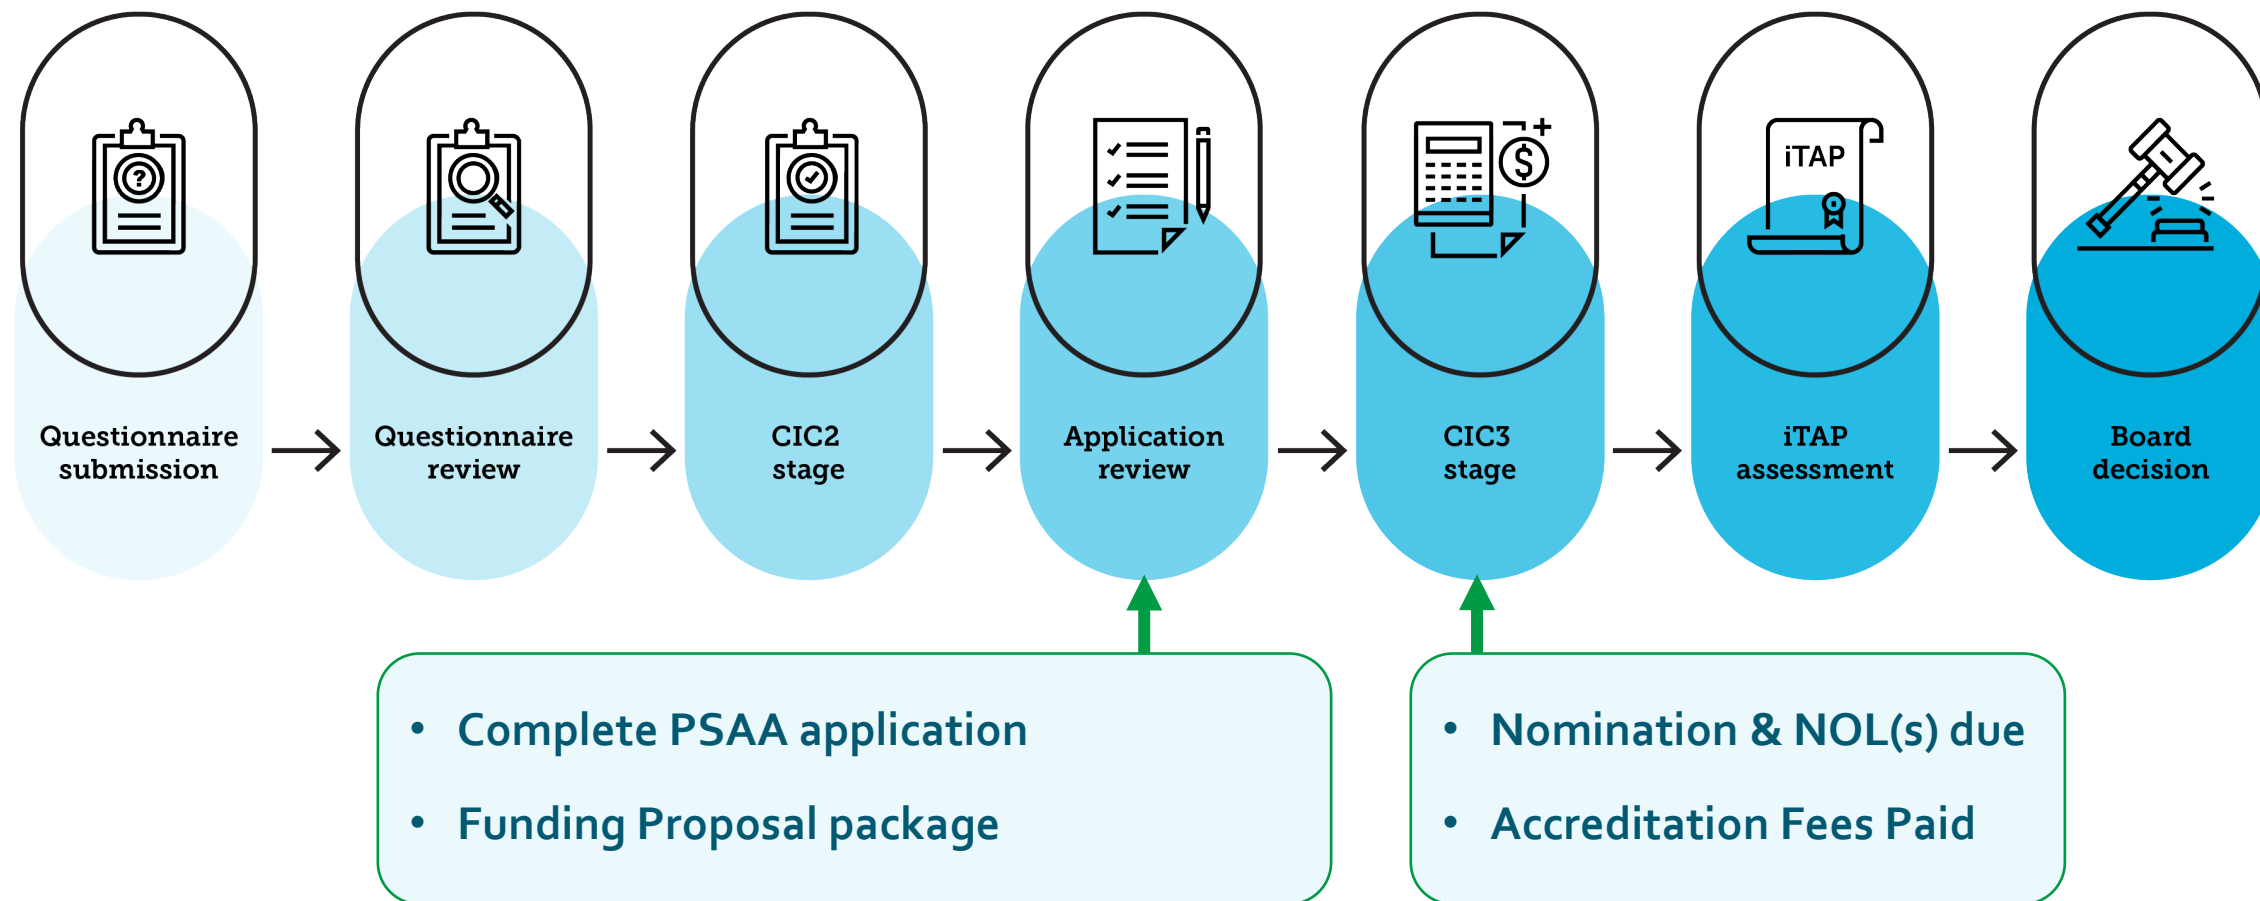 ?
$
iTAP
Questionnaire
submission
Questionnaire
review
CIC2
stage
Application
review
CIC3
stage
iTAP
assessment
Board
decision
• Complete PSAA application
• Funding Proposal package
• Nomination & NOL(s) due
• Accreditation Fees Paid